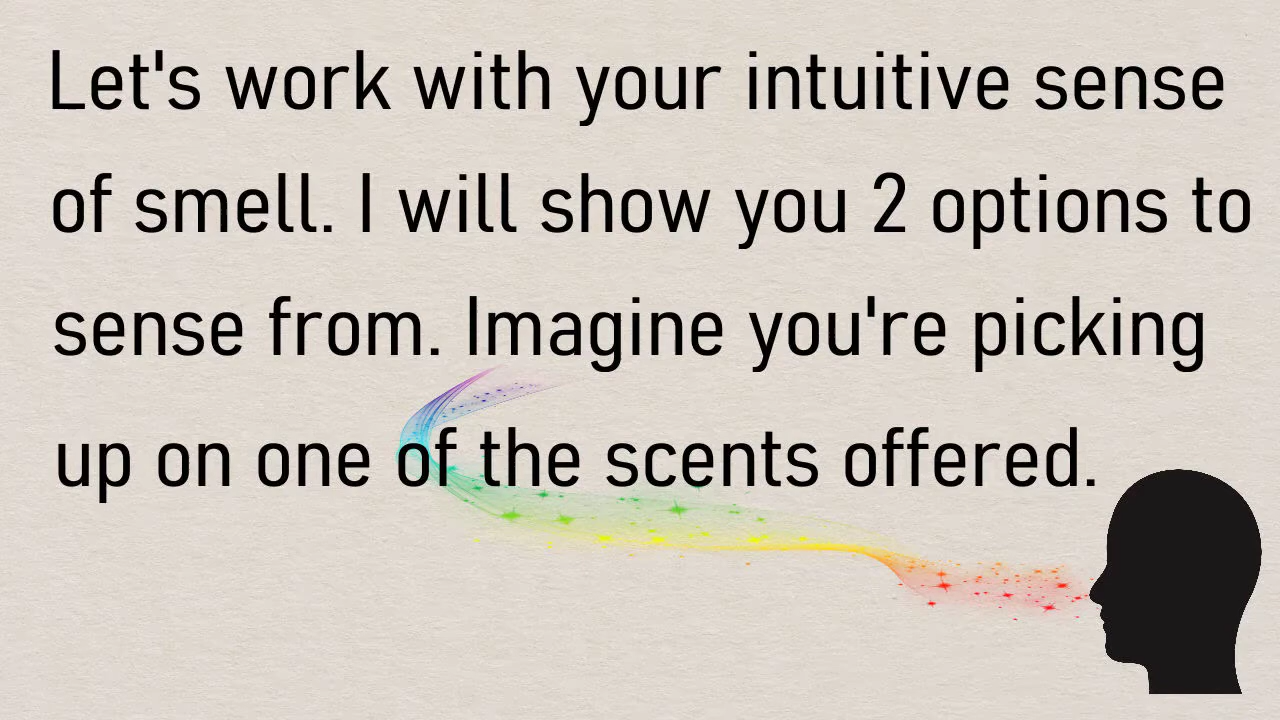 Let's work with your intuitive sense
of smell. I will show you 2 options to
sense from. Imagine you're picking
up on one of the scents offered.